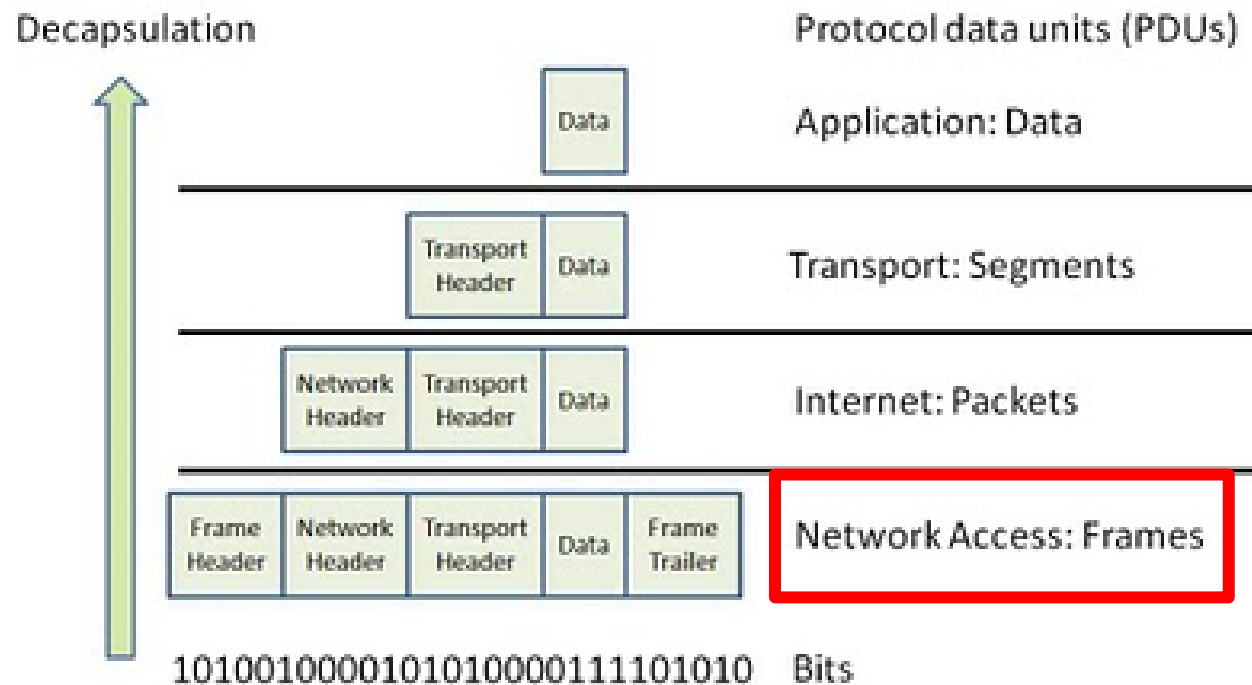 Decapsulation
Protocol data units (PDUs)
Data
Application: Data
Transport
Header
Data
Transport: Segments
Network
Header
Transport
Header
Data
Internet: Packets
Frame
Header
Network
Header
Transport
Header
Data
Frame
Trailer
Network Access: Frames
1010010000101010000111101010
Bits